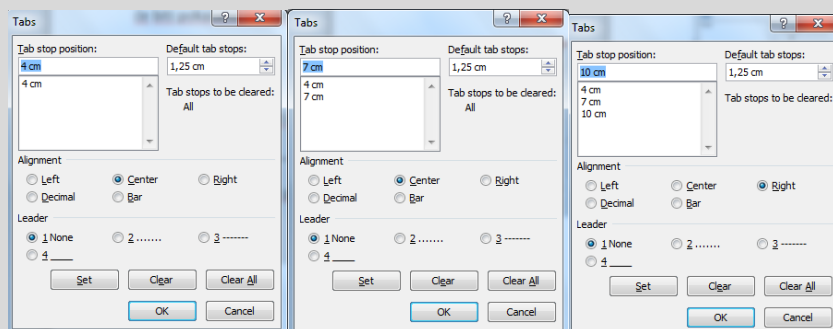 Tabs
Tab stop position:
Default tab stops:
4 cm
1,25 cm
4 cm
Tab stops to be cleared:
All
Alignment
Left
Center
Right
Decimal
Bar
Leader
1 None
2 .......
3 -------
4 ____
Set
Clear
Clear All
OK
Cancel
Tabs
Tab stop position:
Default tab stops:
7 cm
1,25 cm
4 cm
7 cm
Tab stops to be cleared:
All
Alignment
Left
Center
Right
Decimal
Bar
Leader
1 None
2 .......
3 -------
4 ____
Set
Clear
Clear All
OK
Cancel
Tabs
Tab stop position:
Default tab stops:
10 cm
1,25 cm
4 cm
7 cm
10 cm
Tab stops to be cleared:
Alignment
Left
Center
Right
Decimal
Bar
Leader
1 None
2 .......
3 -------
4 ____
Set
Clear
Clear All
OK
Cancel